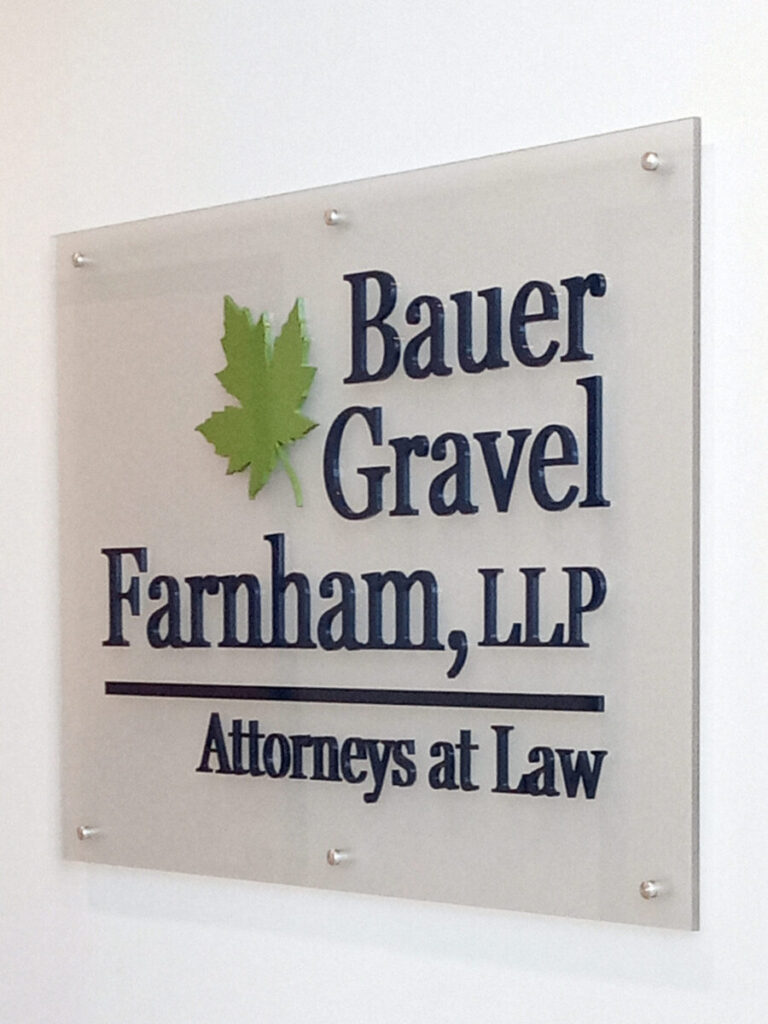 Bauer
Gravel
Farnham, LLP
Attorneys at Law